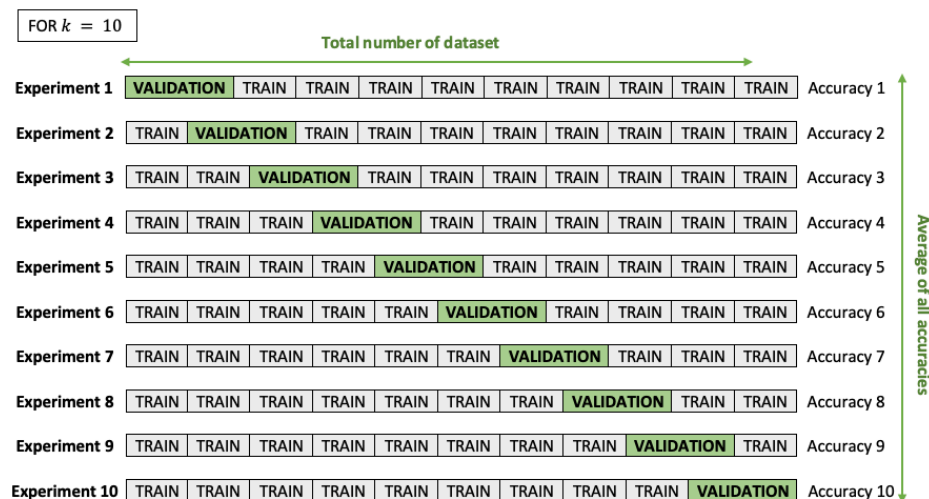 FOR k = 10
Total number of dataset
Experiment 1 VALIDATION TRAIN TRAIN TRAIN TRAIN TRAIN TRAIN TRAIN TRAIN TRAIN Accuracy 1
Experiment 2 TRAIN VALIDATION TRAIN TRAIN TRAIN TRAIN TRAIN TRAIN TRAIN TRAIN Accuracy 2
Experiment 3 TRAIN TRAIN VALIDATION TRAIN TRAIN TRAIN TRAIN TRAIN TRAIN TRAIN Accuracy 3
Experiment 4 TRAIN TRAIN TRAIN VALIDATION TRAIN TRAIN TRAIN TRAIN TRAIN TRAIN Accuracy 4
Experiment 5 TRAIN TRAIN TRAIN TRAIN VALIDATION TRAIN TRAIN TRAIN TRAIN TRAIN Accuracy 5
Experiment 6 TRAIN TRAIN TRAIN TRAIN TRAIN VALIDATION TRAIN TRAIN TRAIN TRAIN Accuracy 6
Experiment 7 TRAIN TRAIN TRAIN TRAIN TRAIN TRAIN VALIDATION TRAIN TRAIN TRAIN Accuracy 7
Experiment 8 TRAIN TRAIN TRAIN TRAIN TRAIN TRAIN TRAIN VALIDATION TRAIN TRAIN Accuracy 8
Experiment 9 TRAIN TRAIN TRAIN TRAIN TRAIN TRAIN TRAIN TRAIN VALIDATION TRAIN Accuracy 9
Experiment 10 TRAIN TRAIN TRAIN TRAIN TRAIN TRAIN TRAIN TRAIN TRAIN VALIDATION Accuracy 10
Average of all accuracies